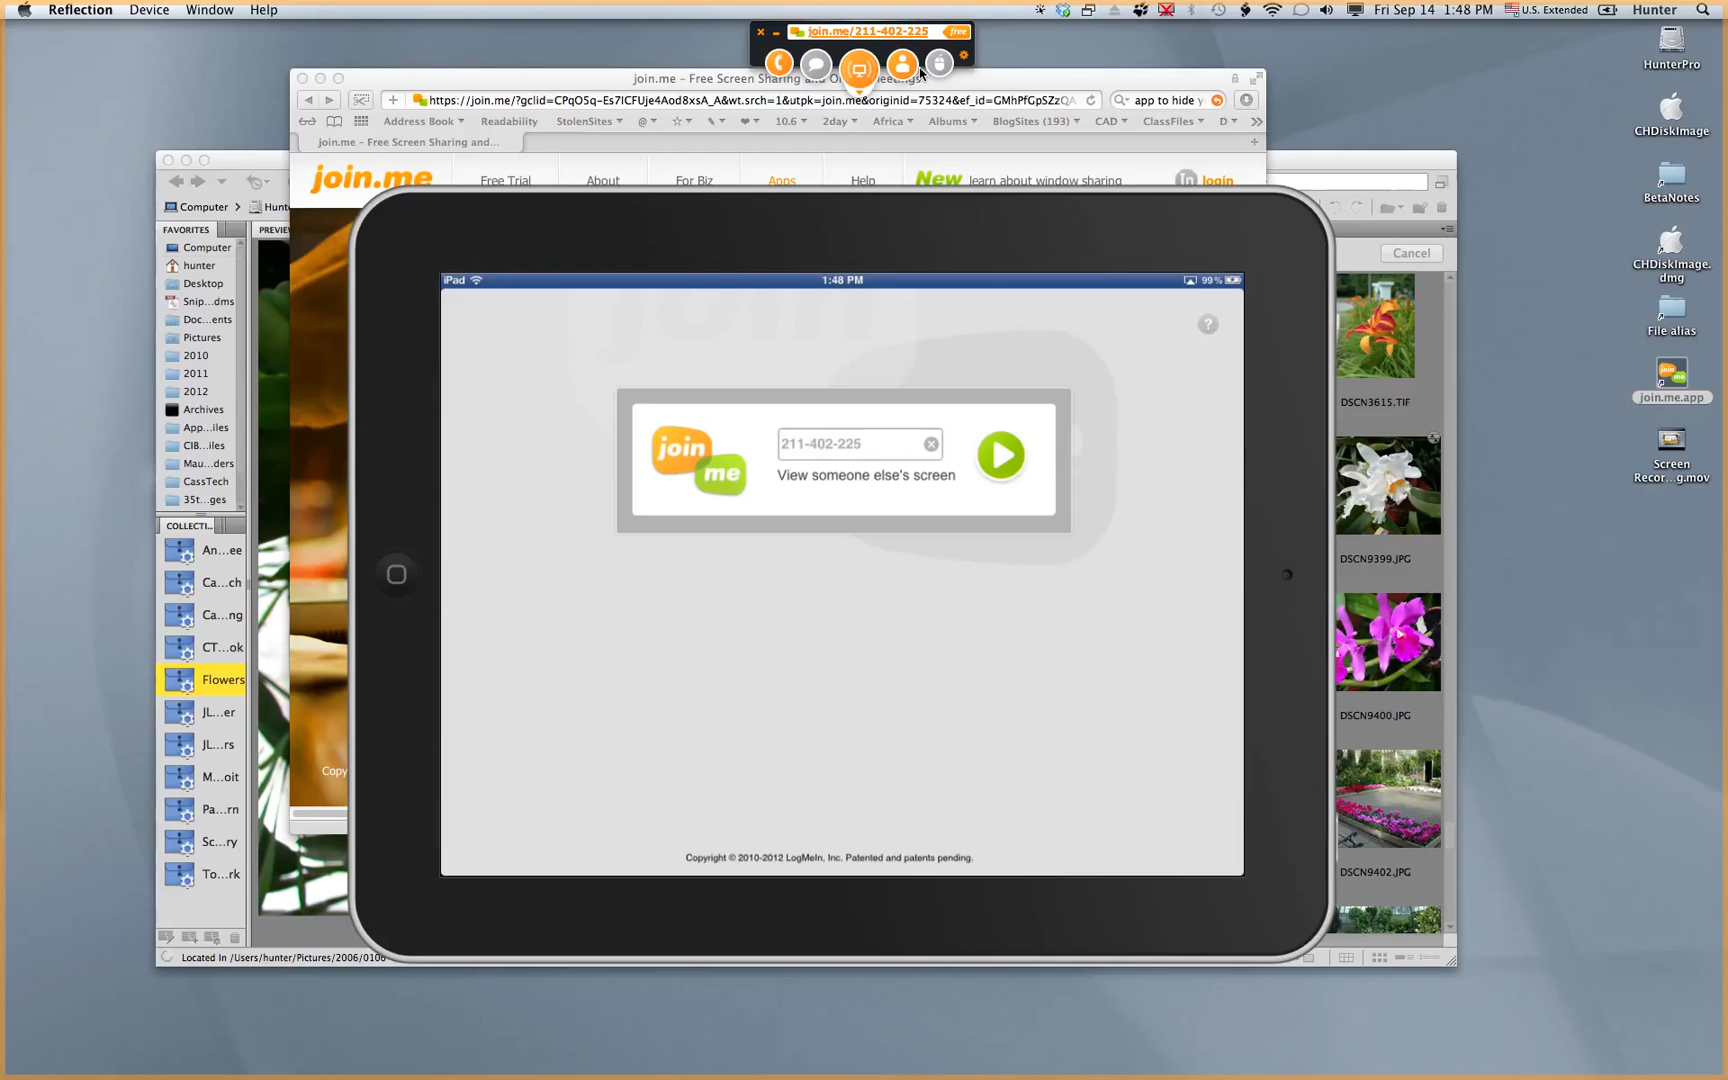 Reflection Device Window Help
Fri Sep 14 1:48 PM U.S. Extended Hunter
join.me/211-402-225 free
join.me – Free Screen Sharing and O
https://join.me/?gclid=CPqO5q-Es7ICFUje4Aod8xsA_A&wt.srch=1&utpk=join.me&originid=75324&ef_id=GMhPfGpSZzQA
app to hide y
Address Book Readability StolenSites @ 10.6 2day Africa Albums BlogSites (193) CAD ClassFiles D
join.me – Free Screen Sharing and...
join.me Free Trial About For Biz Apps Help New learn about window sharing in login
Computer Hunt
FAVORITES
PREVIE
Computer
hunter
Desktop
Snip...dms
Doc...ents
Pictures
2010
2011
2012
Archives
App...iles
CIB...iles
Mau...ders
CassTech
35t...ges
COLLECTI...
An...ee
Ca...ch
Ca...ng
CT...ok
Flowers
JL...er
JL...rs
M...oit
Pa...rn
Sc...ry
To...rk
Located In /Users/hunter/Pictures/2006/0106
Copy
iPad 1:48 PM 99%
?
join me
211-402-225
View someone else's screen
Copyright © 2010-2012 LogMeIn, Inc. Patented and patents pending.
Cancel
DSCN3615.TIF
DSCN9399.JPG
DSCN9400.JPG
DSCN9402.JPG
HunterPro
CHDiskImage
BetaNotes
CHDiskImage.
dmg
File alias
join me
join.me.app
Screen
Recor...g.mov